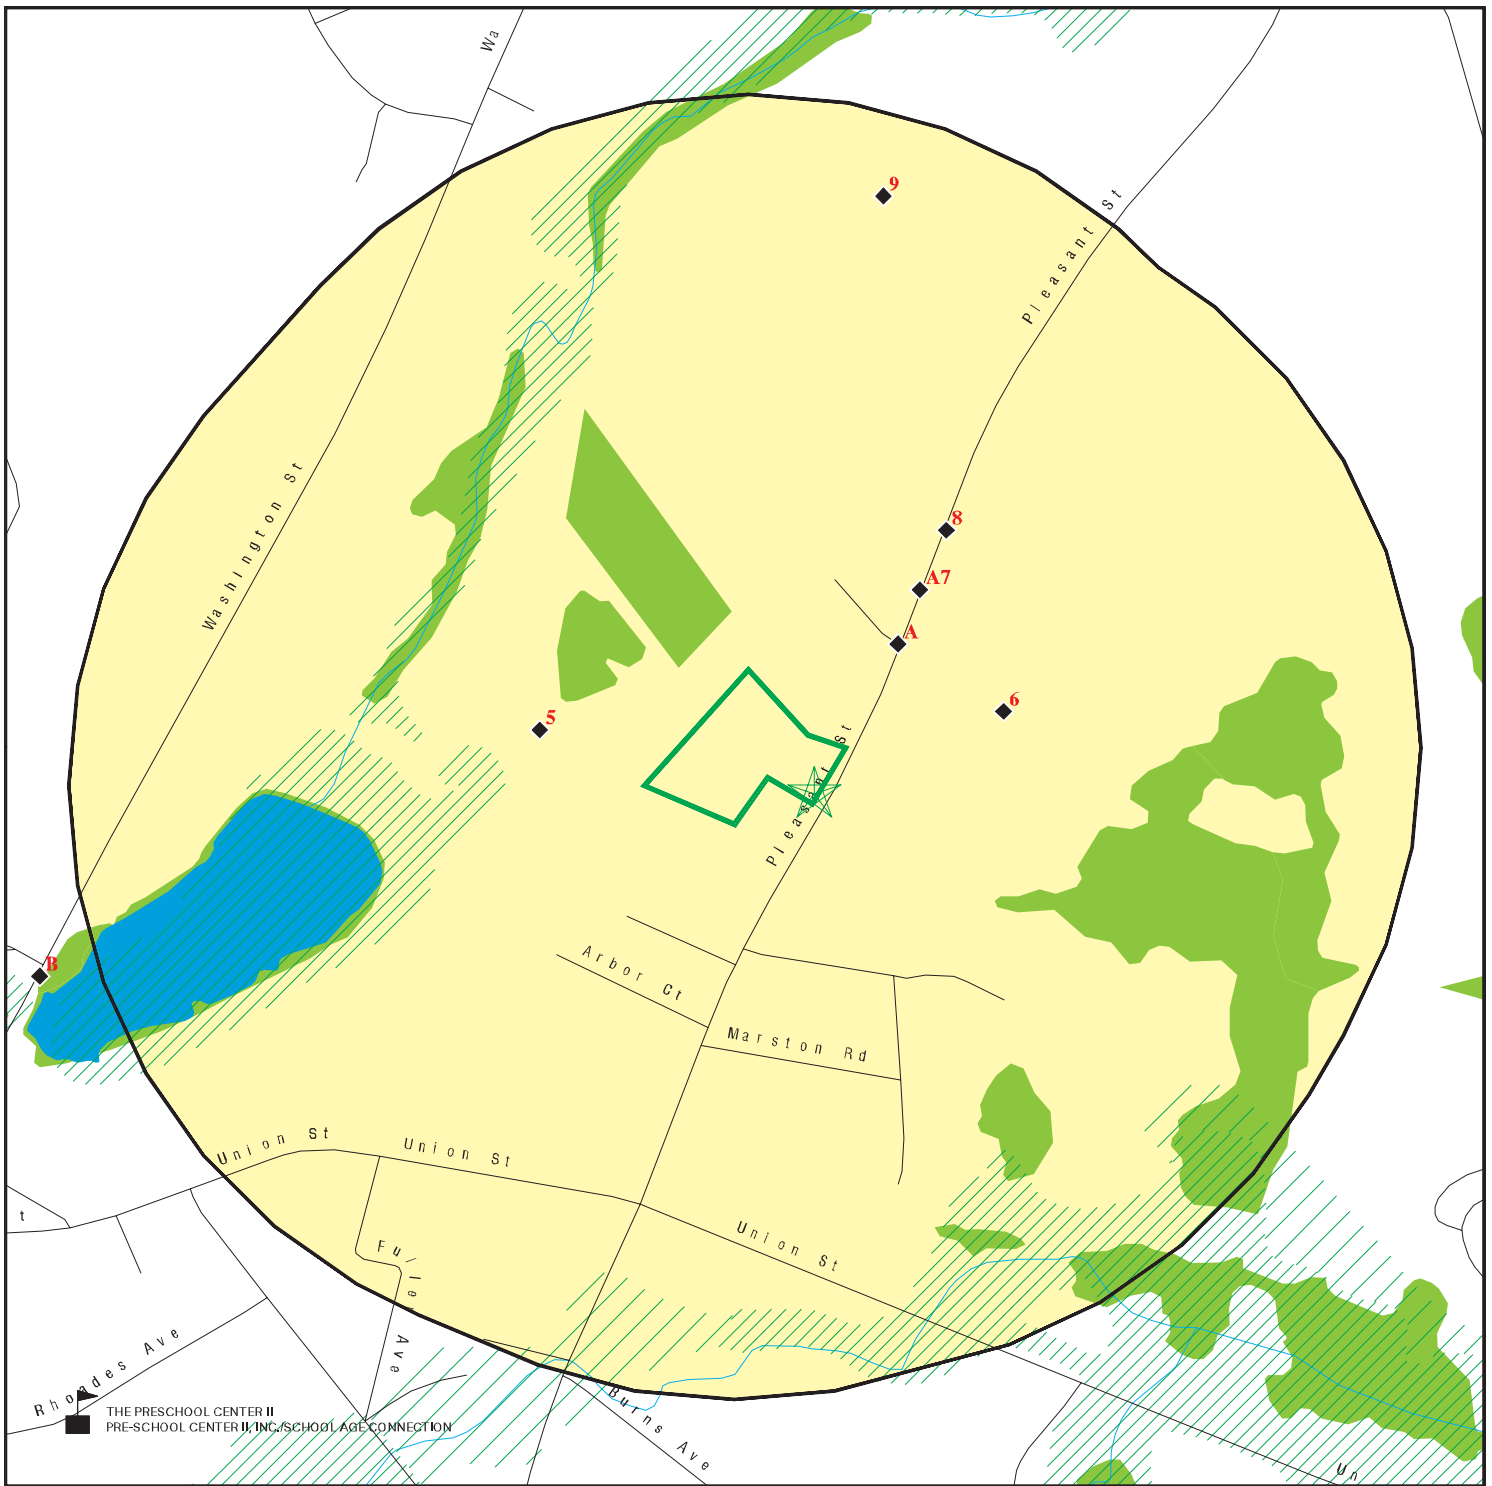 Wa
9
Pleasant St
Washington St
8
A7
A
6
5
Pleasant St
B
Arbor Ct
Marston Rd
Union St
Union St
t
Union St
Fuller Ave
Rhoades Ave
THE PRESCHOOL CENTER II
PRE-SCHOOL CENTER II, INC./SCHOOL AGE CONNECTION
Burns Ave
Un